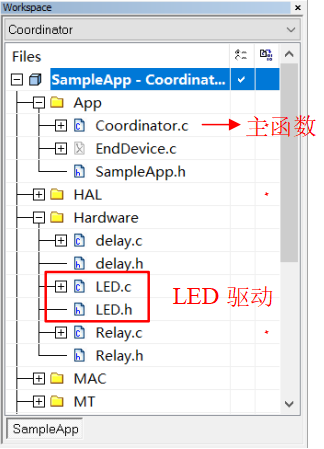 Workspace
Coordinator
Files
SampleApp - Coordinat...
App
Coordinator.c 主函数
EndDevice.c
SampleApp.h
HAL
Hardware
delay.c
delay.h
LED.c
LED.h
LED 驱动
Relay.c
Relay.h
MAC
MT
SampleApp